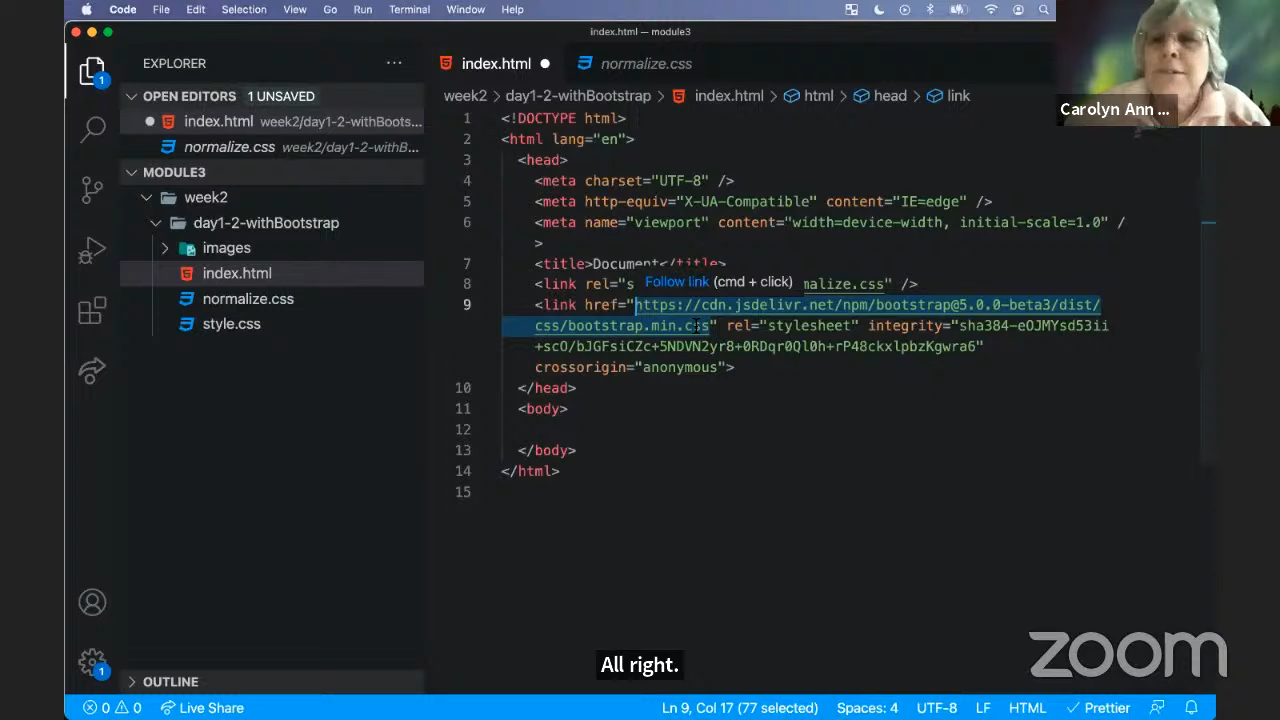 Code File Edit Selection View Go Run Terminal Window Help
index.html — module3
EXPLORER
index.html
normalize.css
OPEN EDITORS 1 UNSAVED
index.html week2/day1-2-withBoots...
normalize.css week2/day1-2-withB...
MODULE3
week2
day1-2-withBootstrap
images
index.html
normalize.css
style.css
OUTLINE
1
1
week2 > day1-2-withBootstrap > index.html > html > head > link
1 <!DOCTYPE html>
2 <html lang="en">
3 <head>
4 <meta charset="UTF-8" />
5 <meta http-equiv="X-UA-Compatible" content="IE=edge" />
6 <meta name="viewport" content="width=device-width, initial-scale=1.0" /
>
7 <title>Document</title>
8 <link rel="s malize.css" />
Follow link (cmd + click)
9 <link href="https://cdn.jsdelivr.net/npm/bootstrap@5.0.0-beta3/dist/
css/bootstrap.min.css" rel="stylesheet" integrity="sha384-eOJMYsd53ii
+scO/bJGFsiCZc+5NDVN2yr8+0RDqr0Ql0h+rP48ckxlpbzKgwra6"
crossorigin="anonymous">
10 </head>
11 <body>
12
13 </body>
14 </html>
15
Carolyn Ann ...
All right.
zoom
0 0 Live Share Ln 9, Col 17 (77 selected) Spaces: 4 UTF-8 LF HTML Prettier